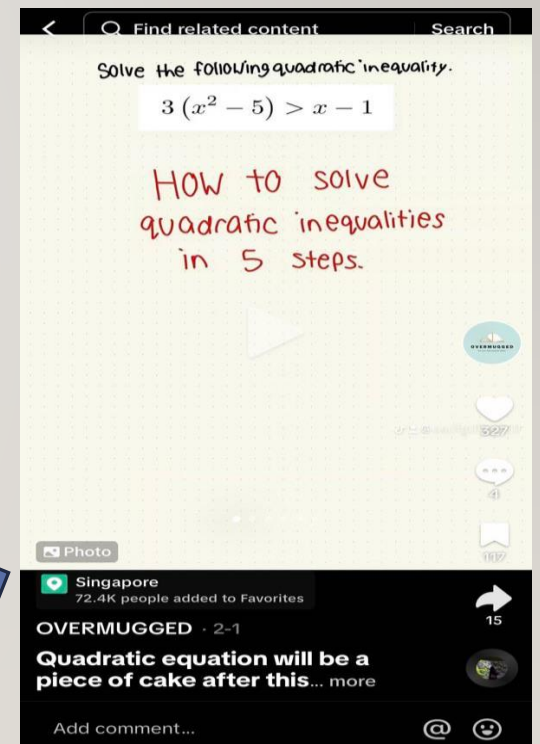 Find related content Search
Solve the following quadratic inequality.
3 (x² − 5) > x − 1
HOW to solve
quadratic inequalities
in 5 steps.
OVERMUGGED
327
4
117
Photo
Singapore
72.4K people added to Favorites
15
OVERMUGGED · 2-1
Quadratic equation will be a
piece of cake after this... more
Add comment...
@